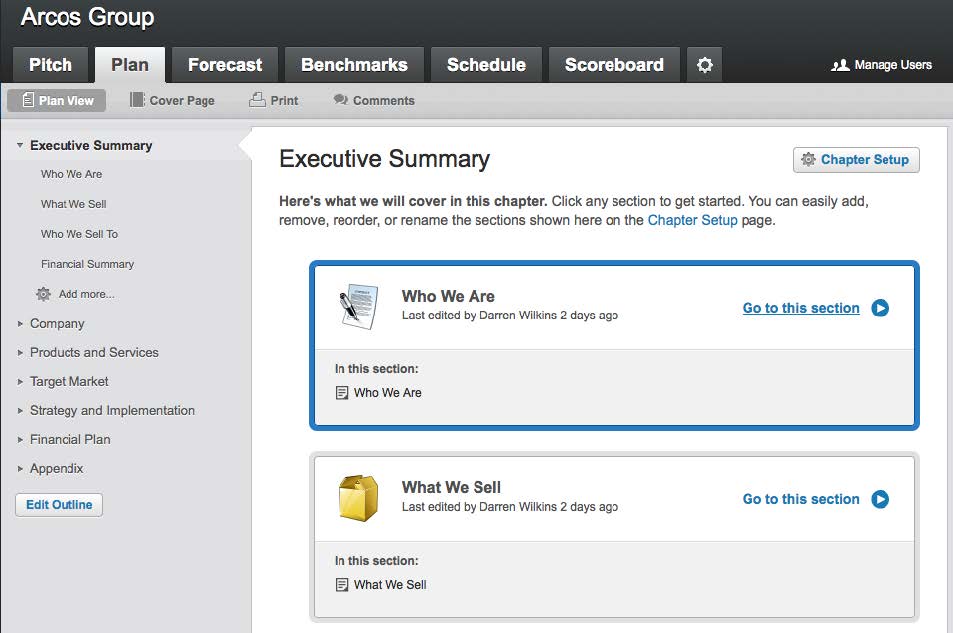 Arcos Group
Pitch Plan Forecast Benchmarks Schedule Scoreboard Manage Users
Plan View Cover Page Print Comments
Executive Summary
Who We Are
What We Sell
Who We Sell To
Financial Summary
Add more...
Company
Products and Services
Target Market
Strategy and Implementation
Financial Plan
Appendix
Edit Outline
Executive Summary
Chapter Setup
Here's what we will cover in this chapter. Click any section to get started. You can easily add,
remove, reorder, or rename the sections shown here on the Chapter Setup page.
Who We Are
Last edited by Darren Wilkins 2 days ago
Go to this section
In this section:
Who We Are
What We Sell
Last edited by Darren Wilkins 2 days ago
Go to this section
In this section:
What We Sell